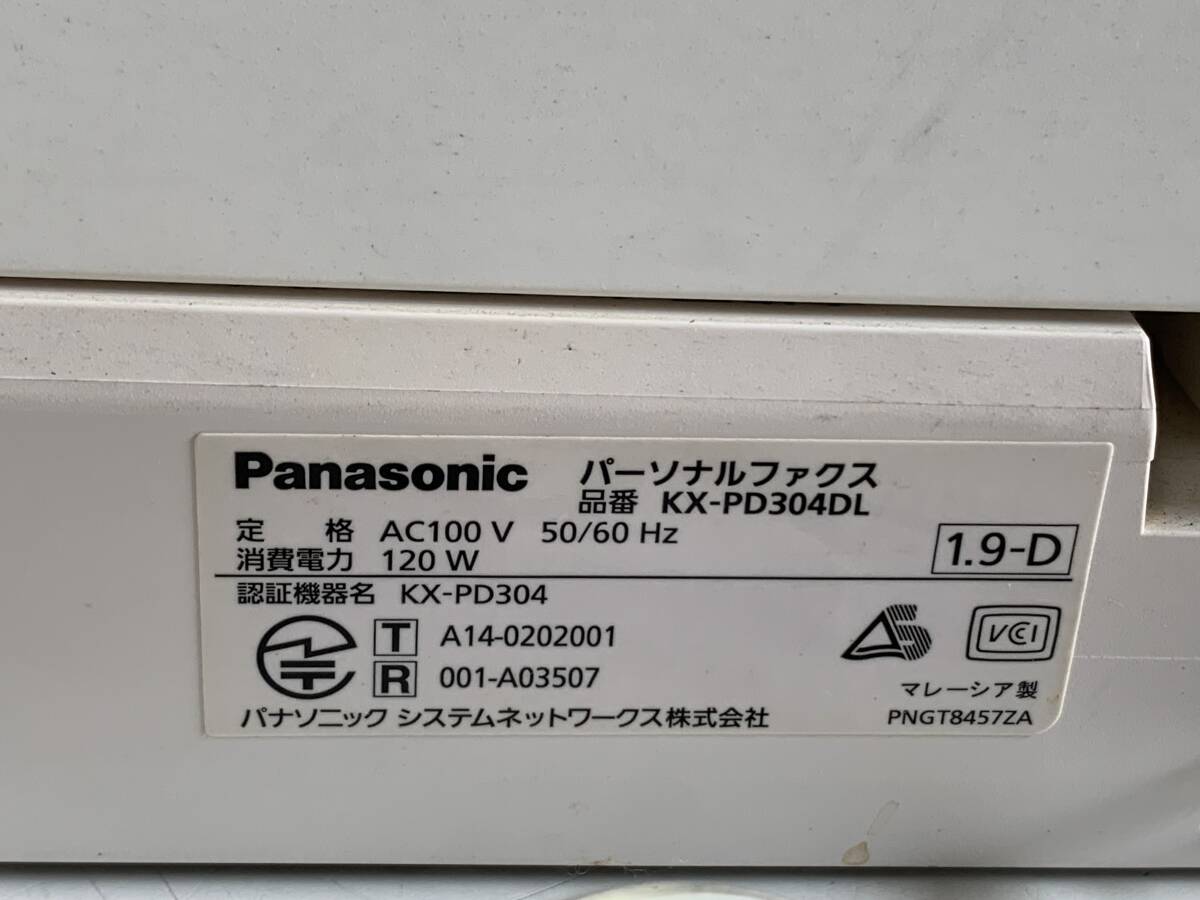 Panasonic パーソナルファクス
品番 KX-PD304DL
定 格 AC100 V 50/60 Hz
消費電力 120 W
1.9-D
認証機器名 KX-PD304
T A14-0202001
R 001-A03507
VCI
マレーシア製
パナソニック システムネットワークス株式会社
PNGT8457ZA